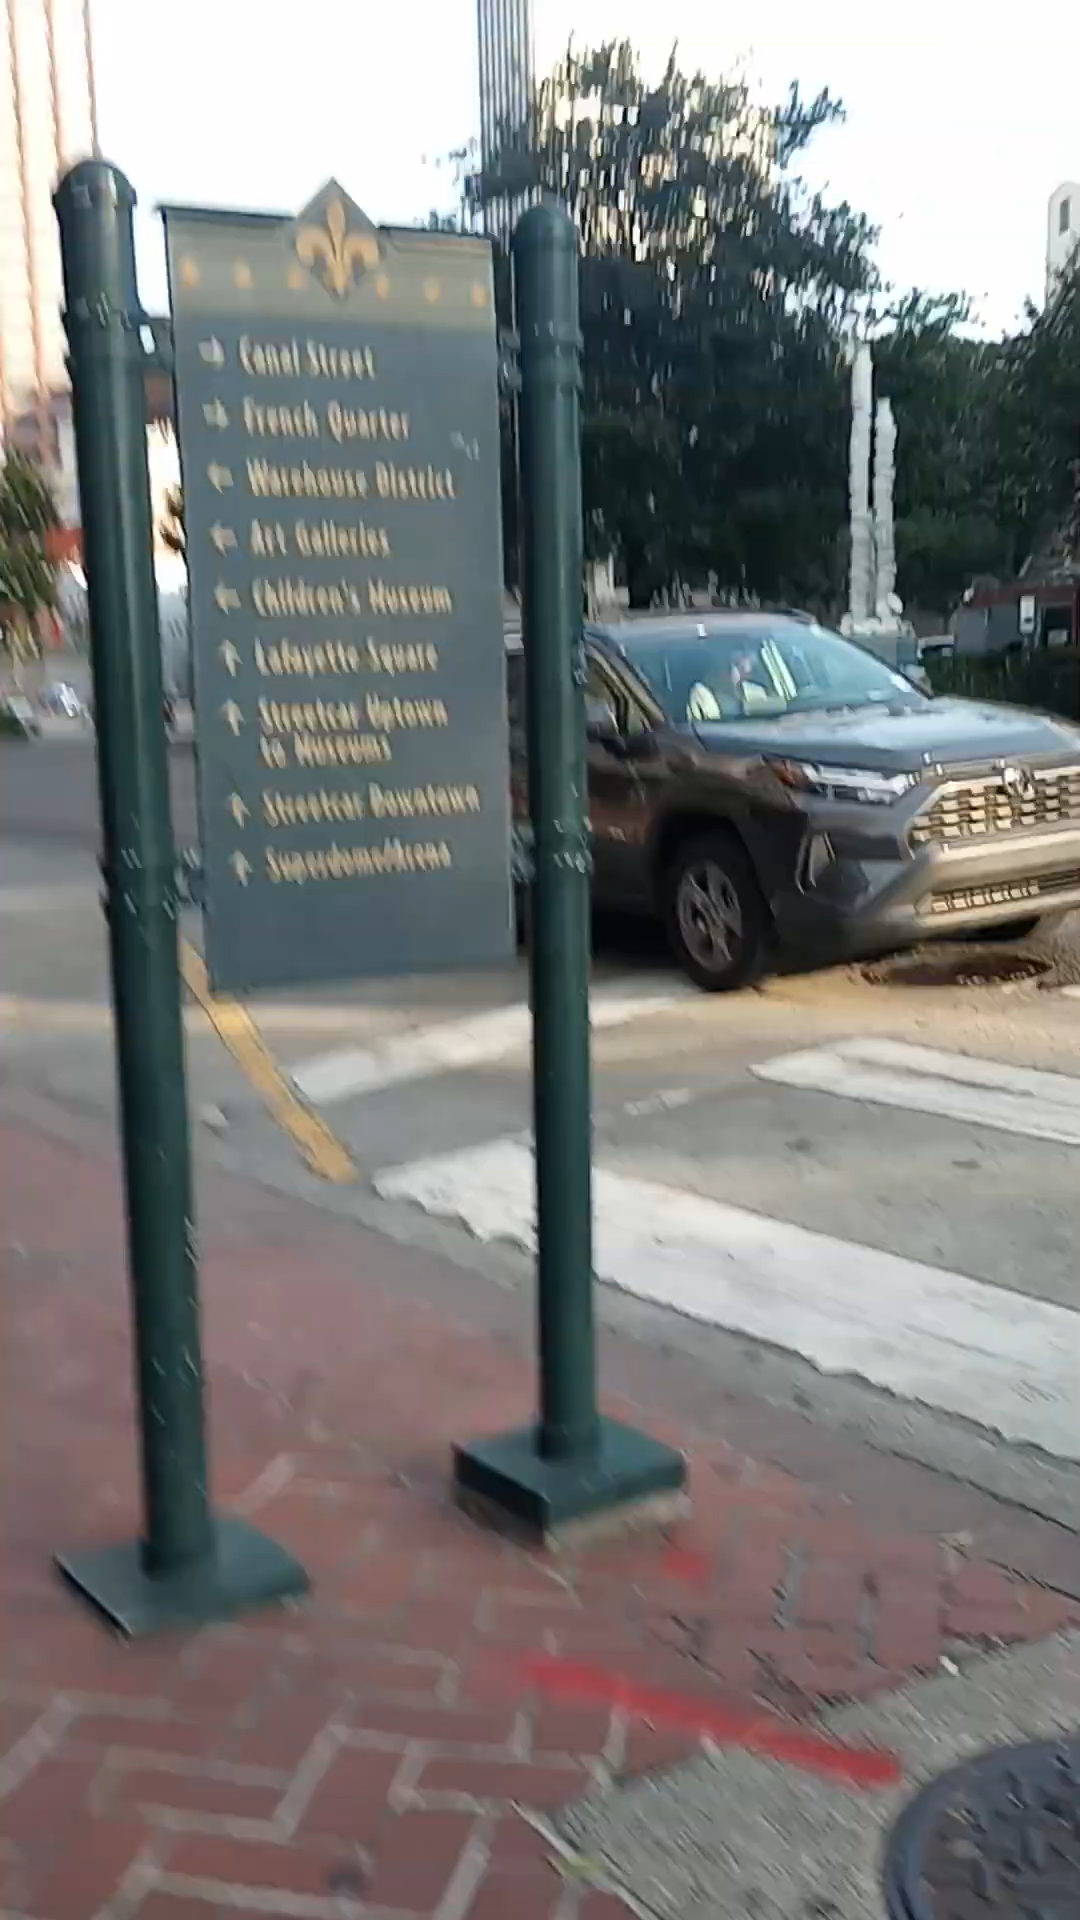 Canal Street
French Quarter
Warehouse District
Art Galleries
Children's Museum
Lafayette Square
Streetcar Uptown
to Museums
Streetcar Downtown
Superdome/Arena